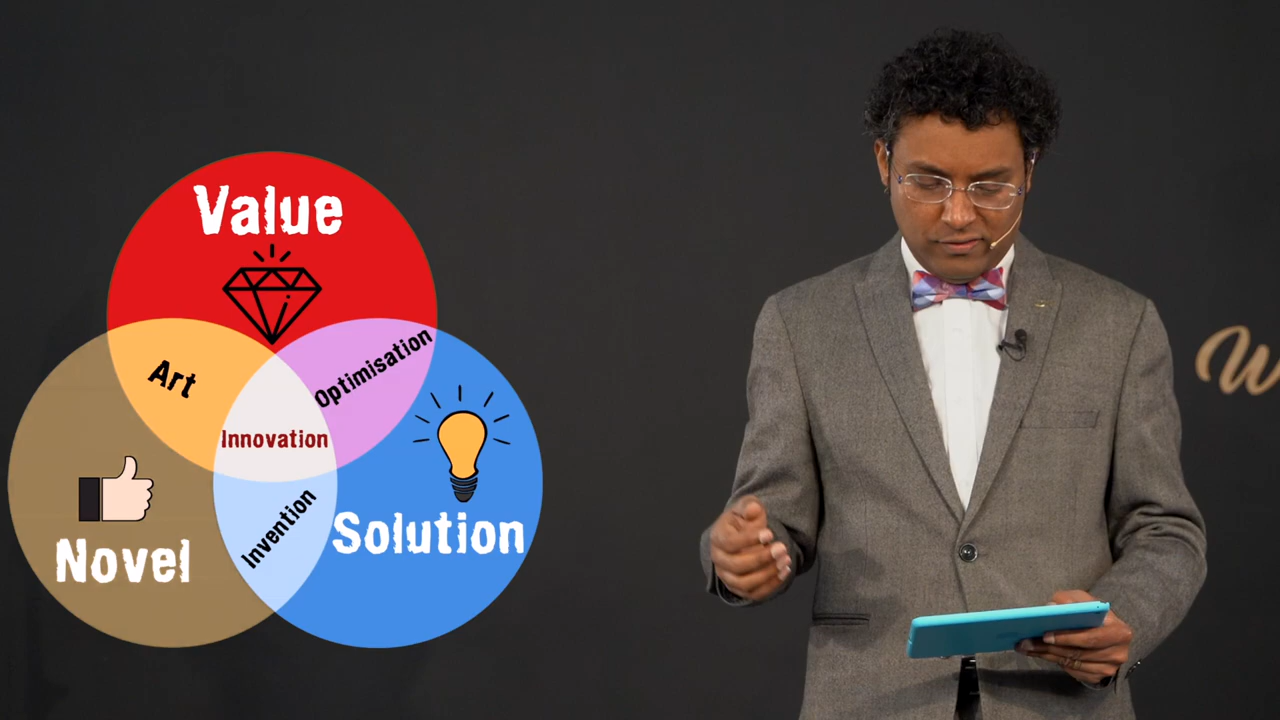 Value
Art
Optimisation
Innovation
Invention
Novel
Solution
W